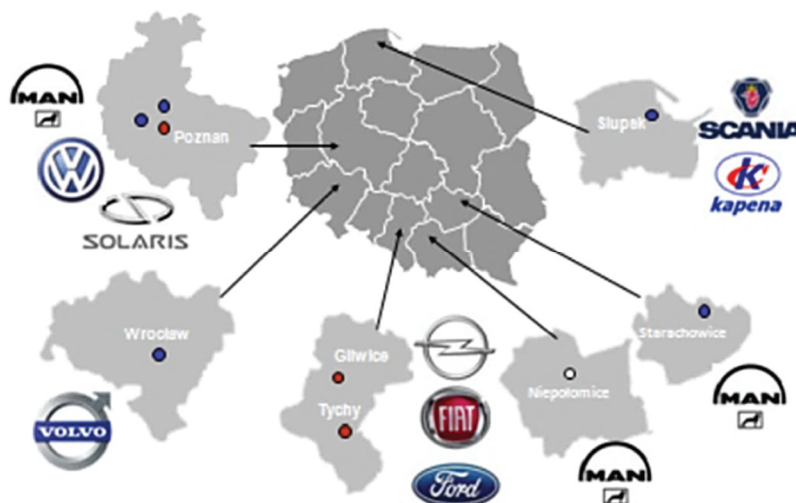 MAN
Poznan
SOLARIS
Słupsk
SCANIA
kapena
Wrocław
VOLVO
Gliwice
Tychy
FIAT
Ford
Niepołomice
MAN
Starachowice
MAN